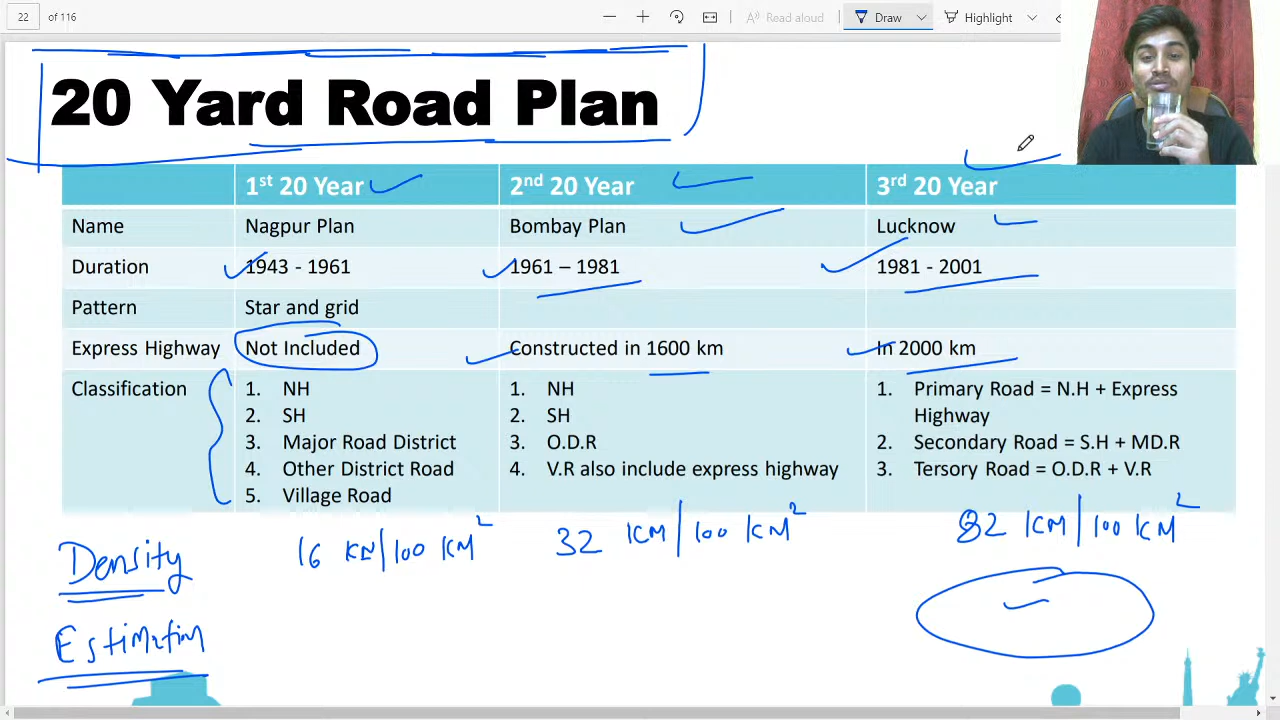 22 of 116
Read aloud
Draw
Highlight
20 Yard Road Plan
1st 20 Year
2nd 20 Year
3rd 20 Year
Name
Nagpur Plan
Bombay Plan
Lucknow
Duration
1943 - 1961
1961 – 1981
1981 - 2001
Pattern
Star and grid
Express Highway
Not Included
Constructed in 1600 km
In 2000 km
Classification
1. NH
2. SH
3. Major Road District
4. Other District Road
5. Village Road
1. NH
2. SH
3. O.D.R
4. V.R also include express highway
1. Primary Road = N.H + Express
Highway
2. Secondary Road = S.H + MD.R
3. Tersory Road = O.D.R + V.R
Density
16 KM/100 KM2
32 KM/100 KM2
82 KM/100 KM2
Estimation